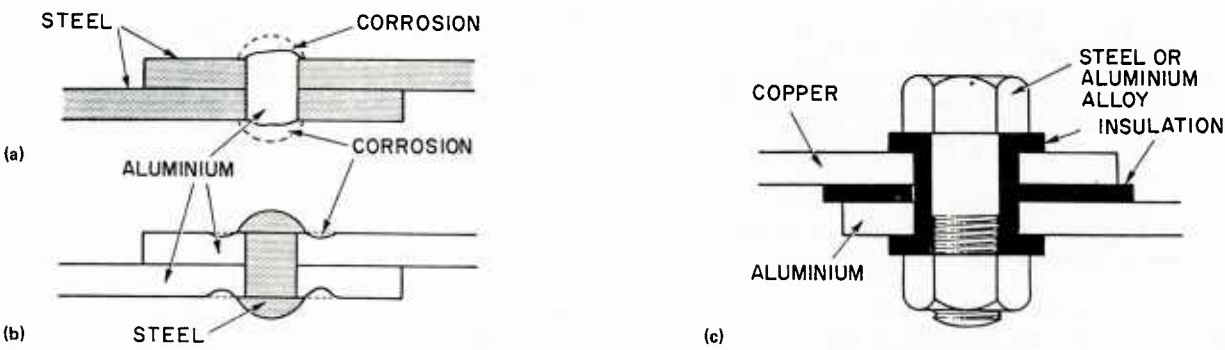 STEEL
CORROSION
(a)
CORROSION
ALUMINIUM
(b)
STEEL
COPPER
STEEL OR
ALUMINIUM
ALLOY
INSULATION
ALUMINIUM
(c)